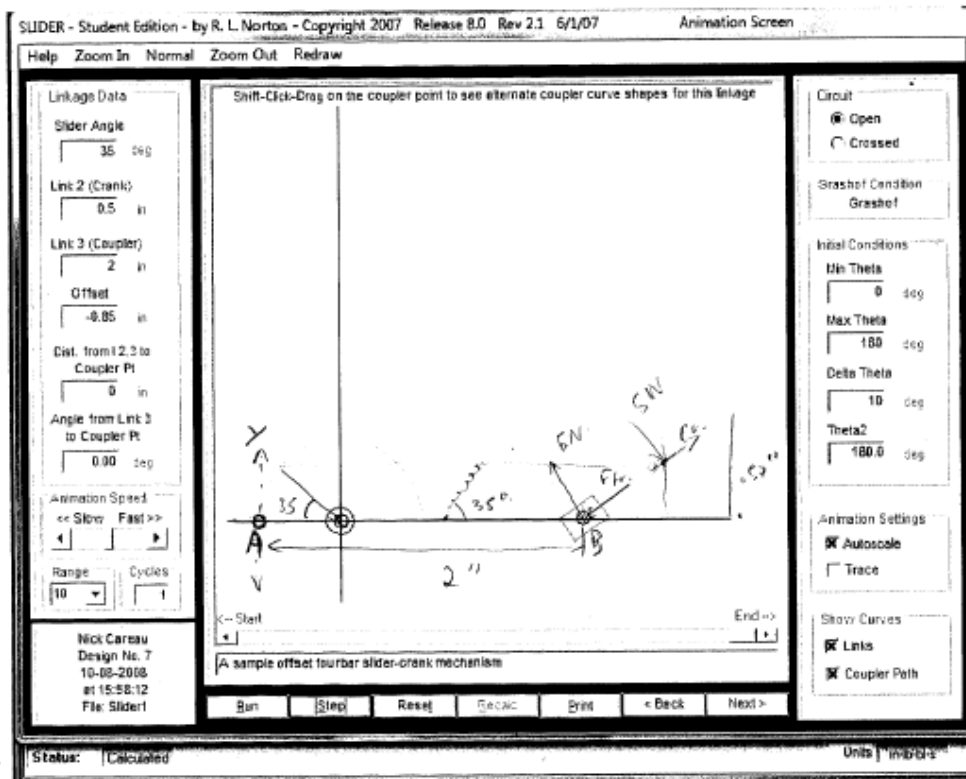 SLIDER - Student Edition - by R. L. Norton - Copyright 2007 Release 8.0 Rev 2.1 6/1/07 Animation Screen
Help Zoom In Normal Zoom Out Redraw
Linkage Data
Slider Angle
35 deg
Link 2 (Crank)
0.5 in
Link 3 (Coupler)
2 in
Offset
-0.85 in
Dist. from I 2,3 to
Coupler Pt
0 in
Angle from Link 3
to Coupler Pt
0.00 deg
Animation Speed
<< Slow Fast >>
Range Cycles
10 1
Nick Careau
Design No. 7
10-08-2008
at 15:58:12
File: Slider1
Shift-Click-Drag on the coupler point to see alternate coupler curve shapes for this linkage
35
A
35°
B
2"
<-- Start End -->
A sample offset fourbar slider-crank mechanism
Run Step Reset Recalc Print < Back Next >
Circuit
Open
Crossed
Grashof Condition
Grashof
Initial Conditions
Min Theta
0 deg
Max Theta
180 deg
Delta Theta
10 deg
Theta2
180.0 deg
Animation Settings
Autoscale
Trace
Show Curves
Links
Coupler Path
Status: Calculated Units